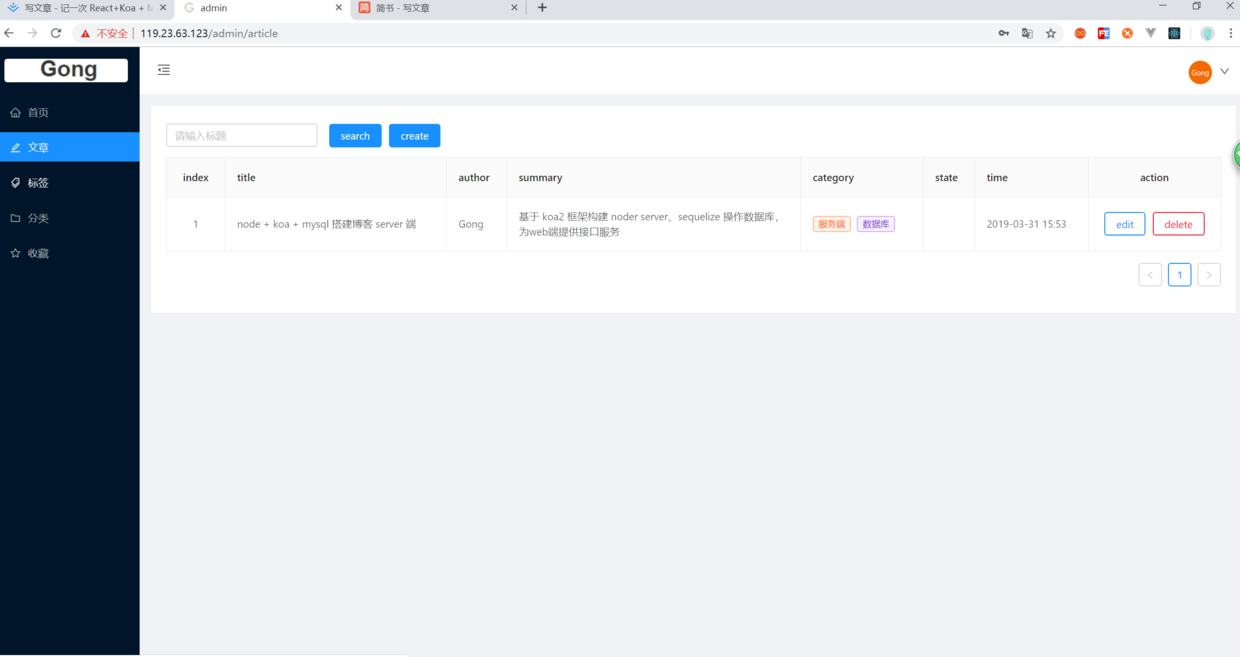 写文章 - 记一次 React+Koa +
admin
简书 - 写文章
不安全 | 119.23.63.123/admin/article
FE
Gong
Gong
首页
文章
标签
分类
收藏
请输入标题
search
create
index title author summary category state time action
1 node + koa + mysql 搭建博客 server 端 Gong 基于 koa2 框架构建 noder server、sequelize 操作数据库, 服务端 数据库 2019-03-31 15:53 edit delete
为web端提供接口服务
< 1 >